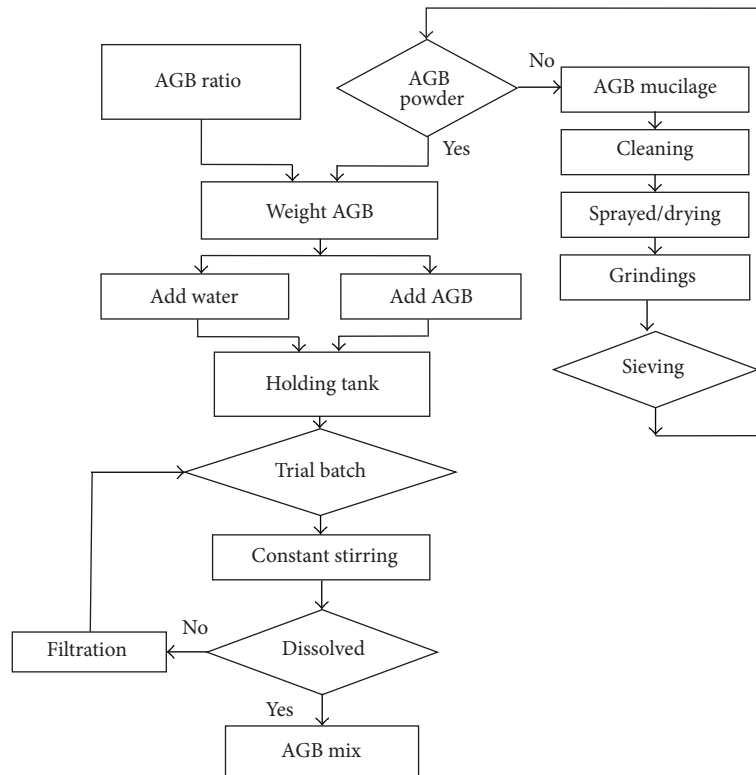 AGB ratio
AGB
powder
No
AGB mucilage
Yes
Cleaning
Weight AGB
Sprayed/drying
Add water
Add AGB
Grindings
Holding tank
Sieving
Trial batch
Constant stirring
No
Filtration
Dissolved
Yes
AGB mix